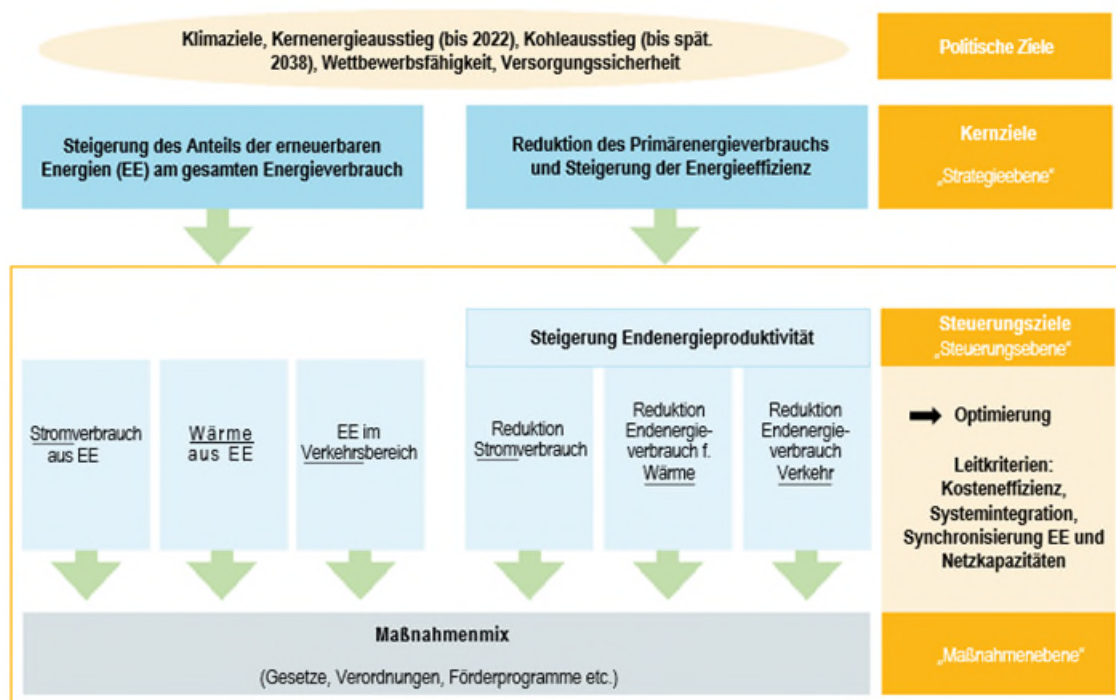 Klimaziele, Kernenergieausstieg (bis 2022), Kohleausstieg (bis spät.
2038), Wettbewerbsfähigkeit, Versorgungssicherheit
Politische Ziele
Steigerung des Anteils der erneuerbaren
Energien (EE) am gesamten Energieverbrauch
Reduktion des Primärenergieverbrauchs
und Steigerung der Energieeffizienz
Kernziele
„Strategieebene“
Steigerung Endenergieproduktivität
Steuerungsziele
„Steuerungsebene“
Stromverbrauch
aus EE
Wärme
aus EE
EE im
Verkehrsbereich
Reduktion
Stromverbrauch
Reduktion
Endenergie-
verbrauch f.
Wärme
Reduktion
Endenergie-
verbrauch
Verkehr
Optimierung
Leitkriterien:
Kosteneffizienz,
Systemintegration,
Synchronisierung EE und
Netzkapazitäten
Maßnahmenmix
(Gesetze, Verordnungen, Förderprogramme etc.)
„Maßnahmenebene“